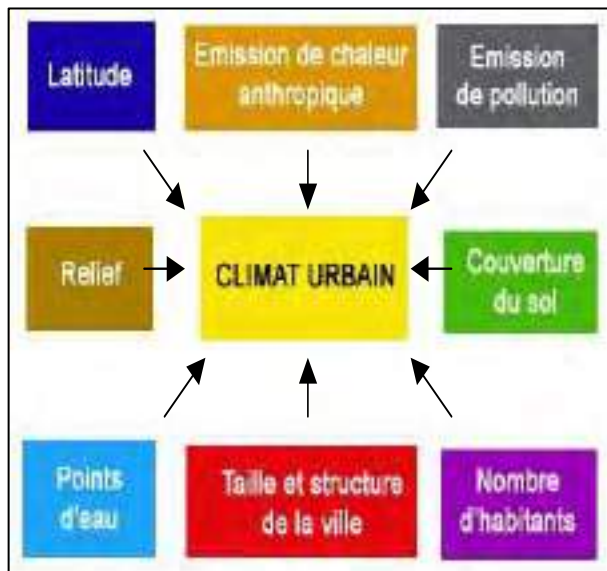 Latitude
Emission de chaleur
anthropique
Emission
de pollution
Relief
CLIMAT URBAIN
Couverture
du sol
Points
d'eau
Taille et structure
de la ville
Nombre
d'habitants